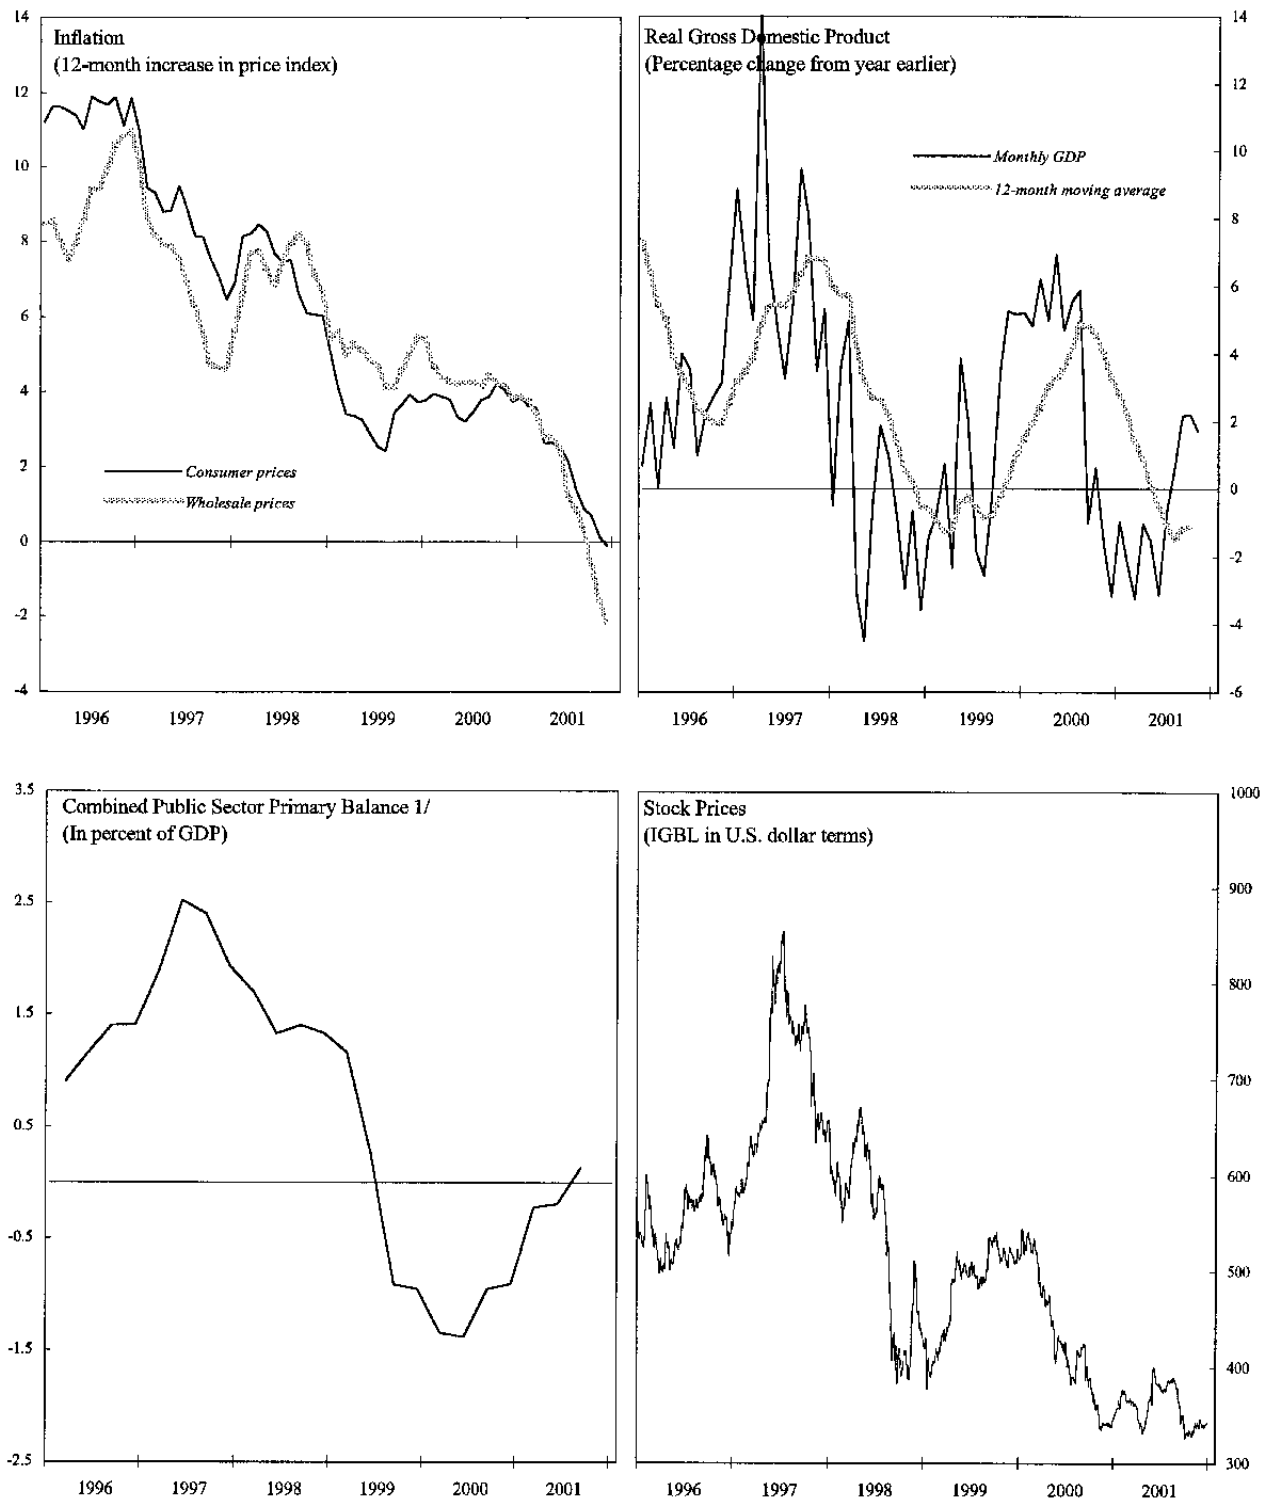 Inflation
(12-month increase in price index)
14
12
10
8
6
4
2
0
-2
-4
Consumer prices
Wholesale prices
1996 1997 1998 1999 2000 2001
Real Gross Domestic Product
(Percentage change from year earlier)
14
12
10
8
6
4
2
0
-2
-4
-6
Monthly GDP
12-month moving average
1996 1997 1998 1999 2000 2001
Combined Public Sector Primary Balance 1/
(In percent of GDP)
3.5
2.5
1.5
0.5
-0.5
-1.5
-2.5
1996 1997 1998 1999 2000 2001
Stock Prices
(IGBL in U.S. dollar terms)
1000
900
800
700
600
500
400
300
1996 1997 1998 1999 2000 2001